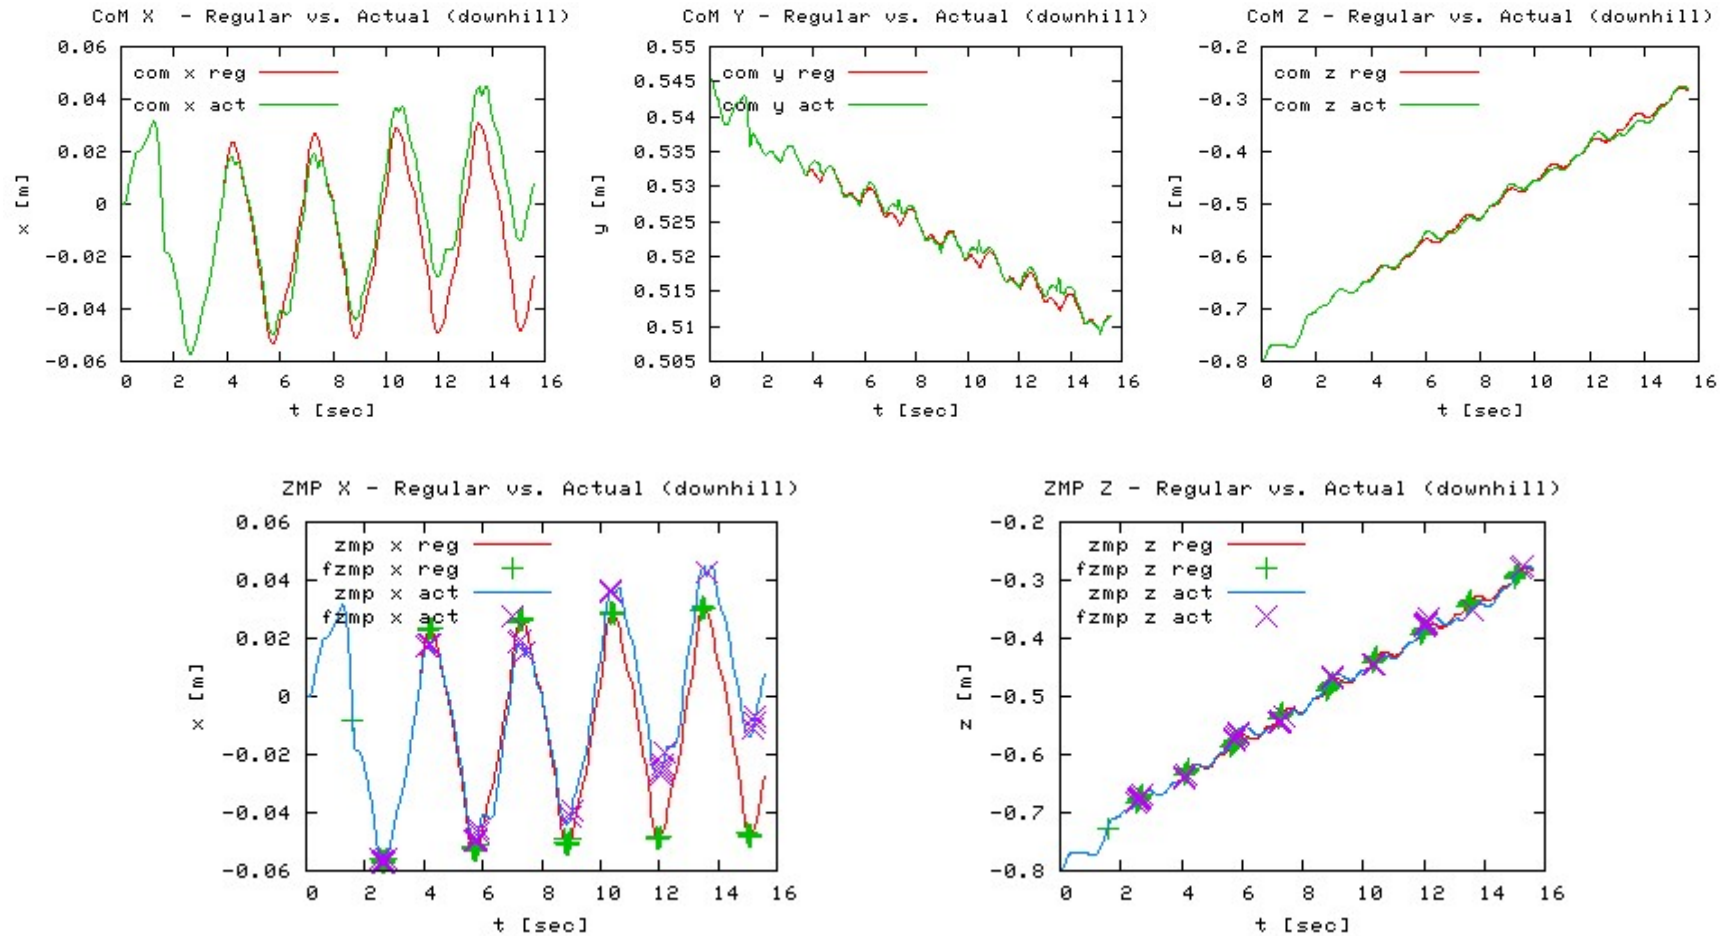 CoM X - Regular vs. Actual (downhill)
0.06
0.04
0.02
0
-0.02
-0.04
-0.06
x [m]
com x reg
com x act
0 2 4 6 8 10 12 14 16
t [sec]
CoM Y - Regular vs. Actual (downhill)
0.55
0.545
0.54
0.535
0.53
0.525
0.52
0.515
0.51
0.505
y [m]
com y reg
com y act
0 2 4 6 8 10 12 14 16
t [sec]
CoM Z - Regular vs. Actual (downhill)
-0.2
-0.3
-0.4
-0.5
-0.6
-0.7
-0.8
z [m]
com z reg
com z act
0 2 4 6 8 10 12 14 16
t [sec]
ZMP X - Regular vs. Actual (downhill)
0.06
0.04
0.02
0
-0.02
-0.04
-0.06
x [m]
zmp x reg
fzmp x reg
zmp x act
fzmp x act
0 2 4 6 8 10 12 14 16
t [sec]
ZMP Z - Regular vs. Actual (downhill)
-0.2
-0.3
-0.4
-0.5
-0.6
-0.7
-0.8
z [m]
zmp z reg
fzmp z reg
zmp z act
fzmp z act
0 2 4 6 8 10 12 14 16
t [sec]